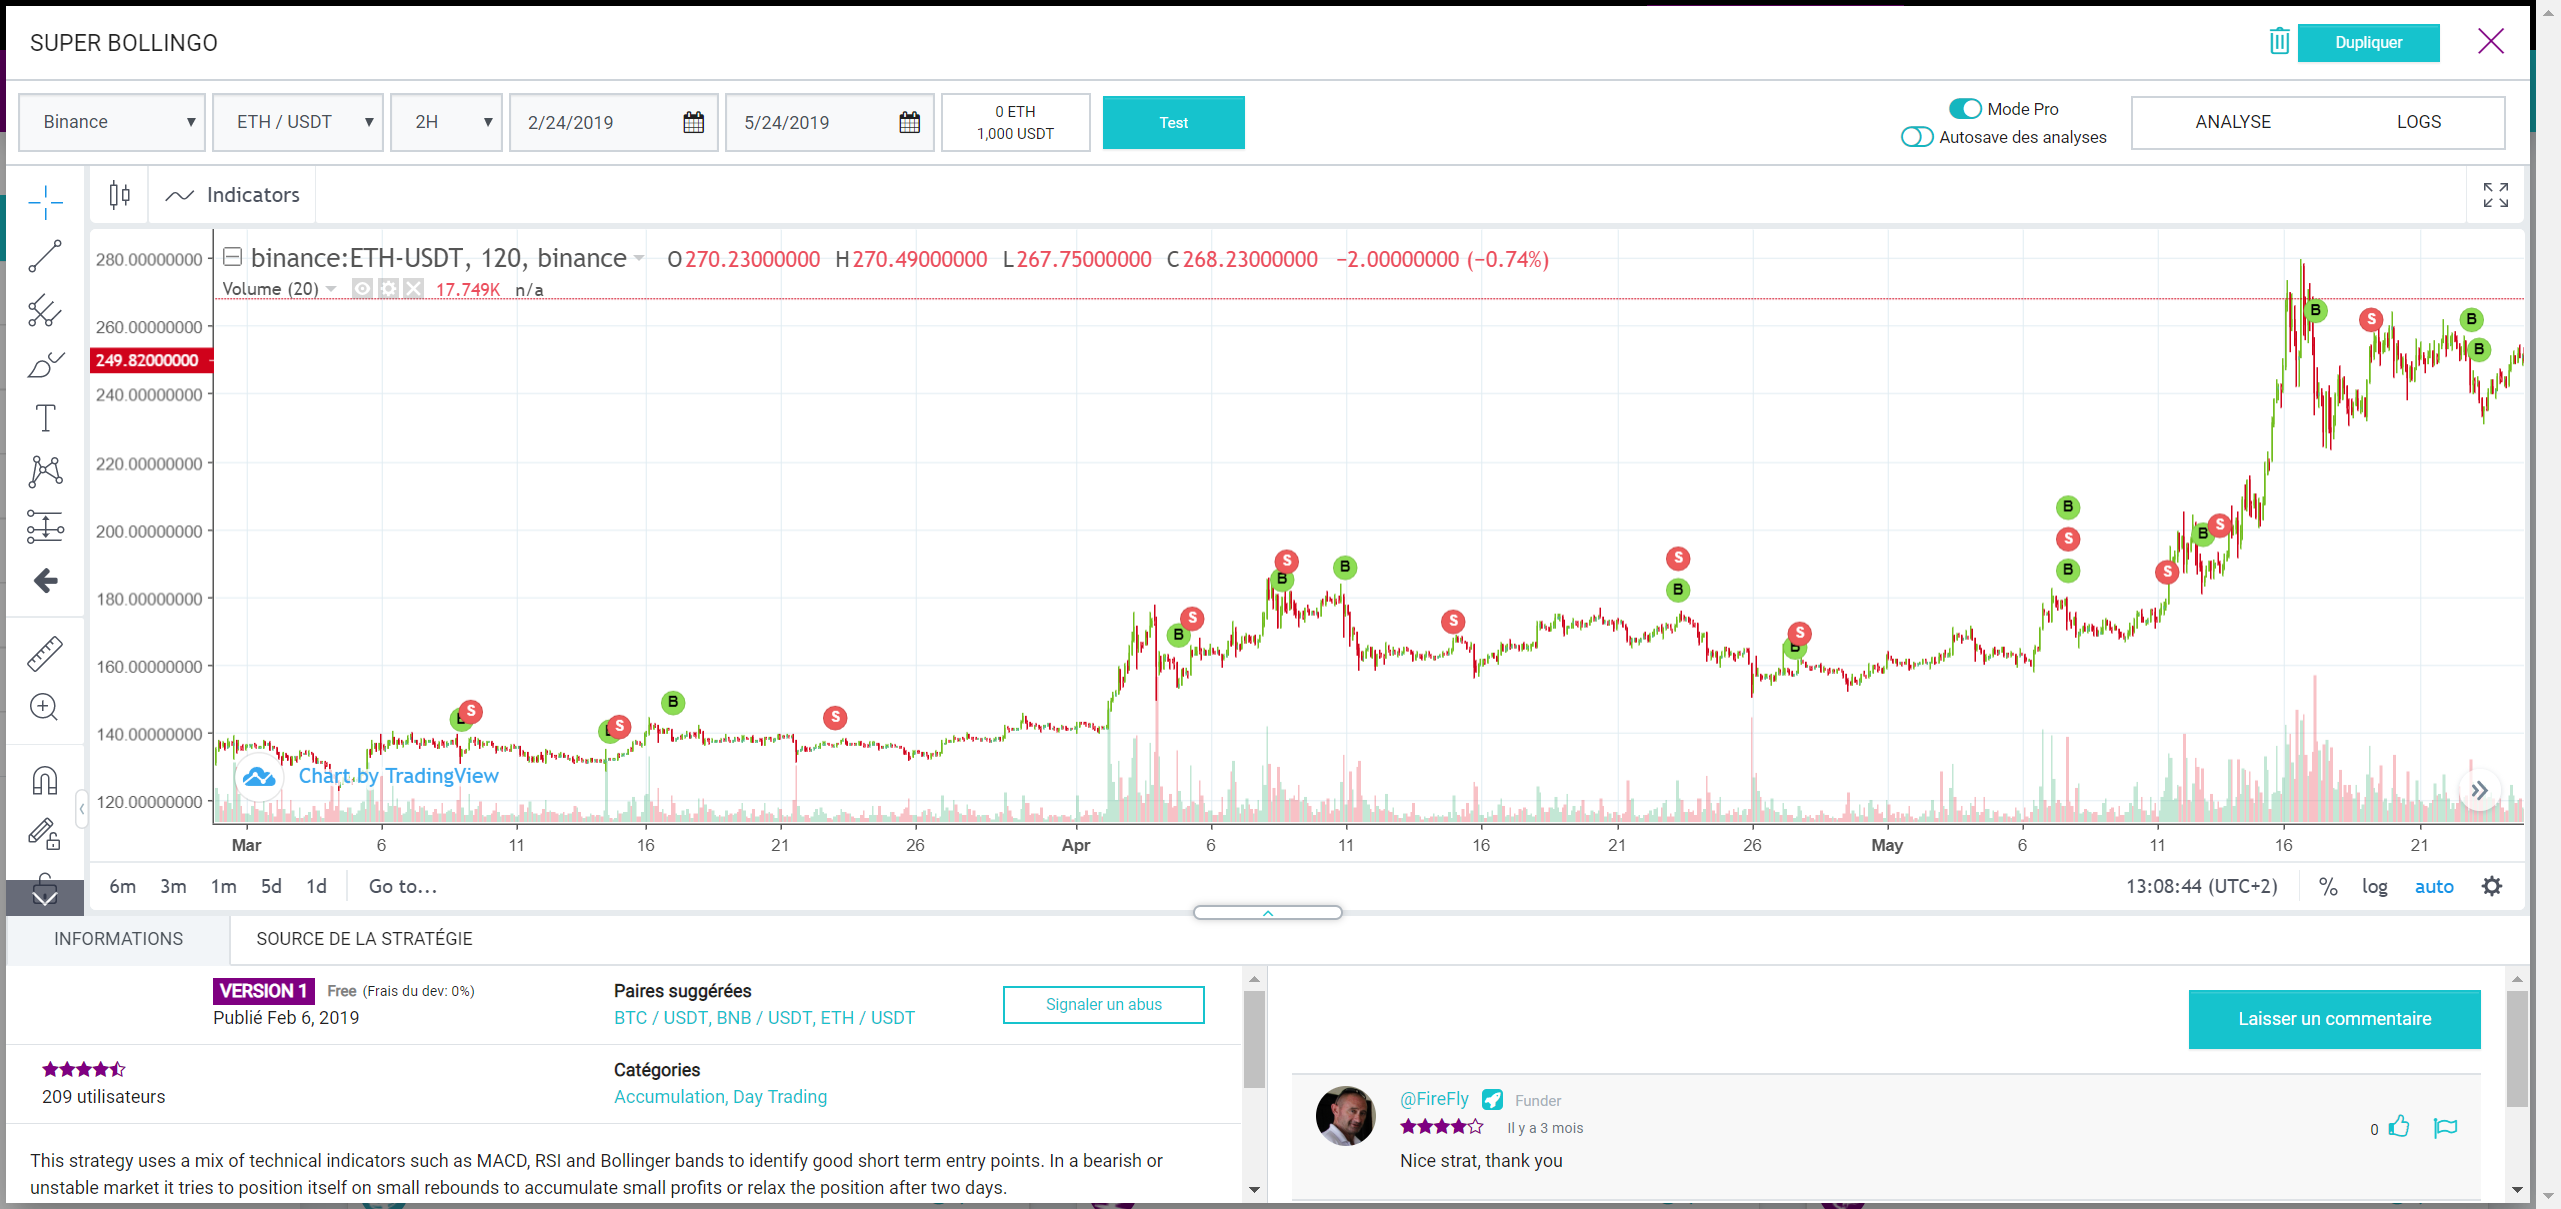 SUPER BOLLINGO
Dupliquer
Binance
ETH / USDT
2H
2/24/2019
5/24/2019
0 ETH
1,000 USDT
Test
Mode Pro
Autosave des analyses
ANALYSE
LOGS
Indicators
binance:ETH-USDT, 120, binance O270.23000000 H270.49000000 L267.75000000 C268.23000000 −2.00000000 (−0.74%)
Volume (20) 17.749K n/a
280.00000000
260.00000000
249.82000000
240.00000000
220.00000000
200.00000000
180.00000000
160.00000000
140.00000000
120.00000000
B S
B
B
B
S
B S
S
B
B
S
B
S
B
S
B S
S
B
B S
B
S
S
B S
Chart by TradingView
Mar 6 11 16 21 26 Apr 6 11 16 21 26 May 6 11 16 21
6m 3m 1m 5d 1d Go to...
13:08:44 (UTC+2) % log auto
INFORMATIONS
SOURCE DE LA STRATÉGIE
VERSION 1 Free (Frais du dev: 0%)
Publié Feb 6, 2019
Paires suggérées
BTC / USDT, BNB / USDT, ETH / USDT
Signaler un abus
209 utilisateurs
Catégories
Accumulation, Day Trading
This strategy uses a mix of technical indicators such as MACD, RSI and Bollinger bands to identify good short term entry points. In a bearish or
unstable market it tries to position itself on small rebounds to accumulate small profits or relax the position after two days.
Laisser un commentaire
@FireFly Funder
Il y a 3 mois
0
Nice strat, thank you